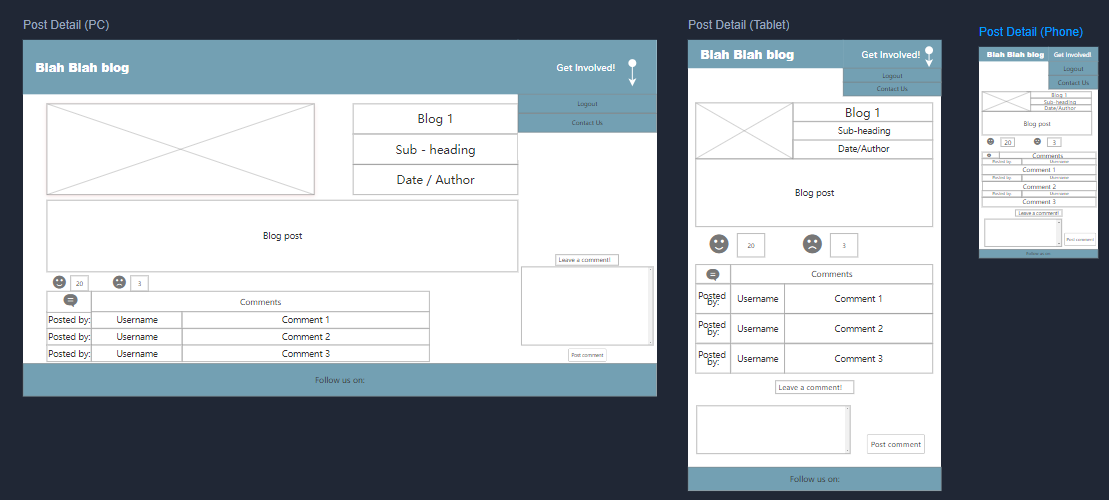 Post Detail (PC)
Blah Blah blog
Get Involved!
Logout
Contact Us
Blog 1
Sub - heading
Date / Author
Blog post
20
3
Comments
Posted by: Username Comment 1
Posted by: Username Comment 2
Posted by: Username Comment 3
Leave a comment!
Post comment
Follow us on:
Post Detail (Tablet)
Blah Blah blog
Get Involved!
Logout
Contact Us
Blog 1
Sub-heading
Date/Author
Blog post
20
3
Comments
Posted by: Username Comment 1
Posted by: Username Comment 2
Posted by: Username Comment 3
Leave a comment!
Post comment
Follow us on:
Post Detail (Phone)
Blah Blah blog
Get Involved!
Logout
Contact Us
Blog 1
Sub-heading
Date/Author
Blog post
20
3
Comments
Posted by: Username
Comment 1
Posted by: Username
Comment 2
Posted by: Username
Comment 3
Leave a comment!
Post comment
Follow us on: